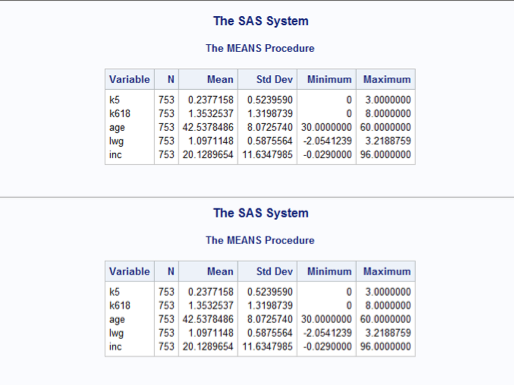 The SAS System
The MEANS Procedure
Variable N Mean Std Dev Minimum Maximum
k5 753 0.2377158 0.5239590 0 3.0000000
k618 753 1.3532537 1.3198739 0 8.0000000
age 753 42.5378486 8.0725740 30.0000000 60.0000000
lwg 753 1.0971148 0.5875564 -2.0541239 3.2188759
inc 753 20.1289654 11.6347985 -0.0290000 96.0000000
The SAS System
The MEANS Procedure
Variable N Mean Std Dev Minimum Maximum
k5 753 0.2377158 0.5239590 0 3.0000000
k618 753 1.3532537 1.3198739 0 8.0000000
age 753 42.5378486 8.0725740 30.0000000 60.0000000
lwg 753 1.0971148 0.5875564 -2.0541239 3.2188759
inc 753 20.1289654 11.6347985 -0.0290000 96.0000000